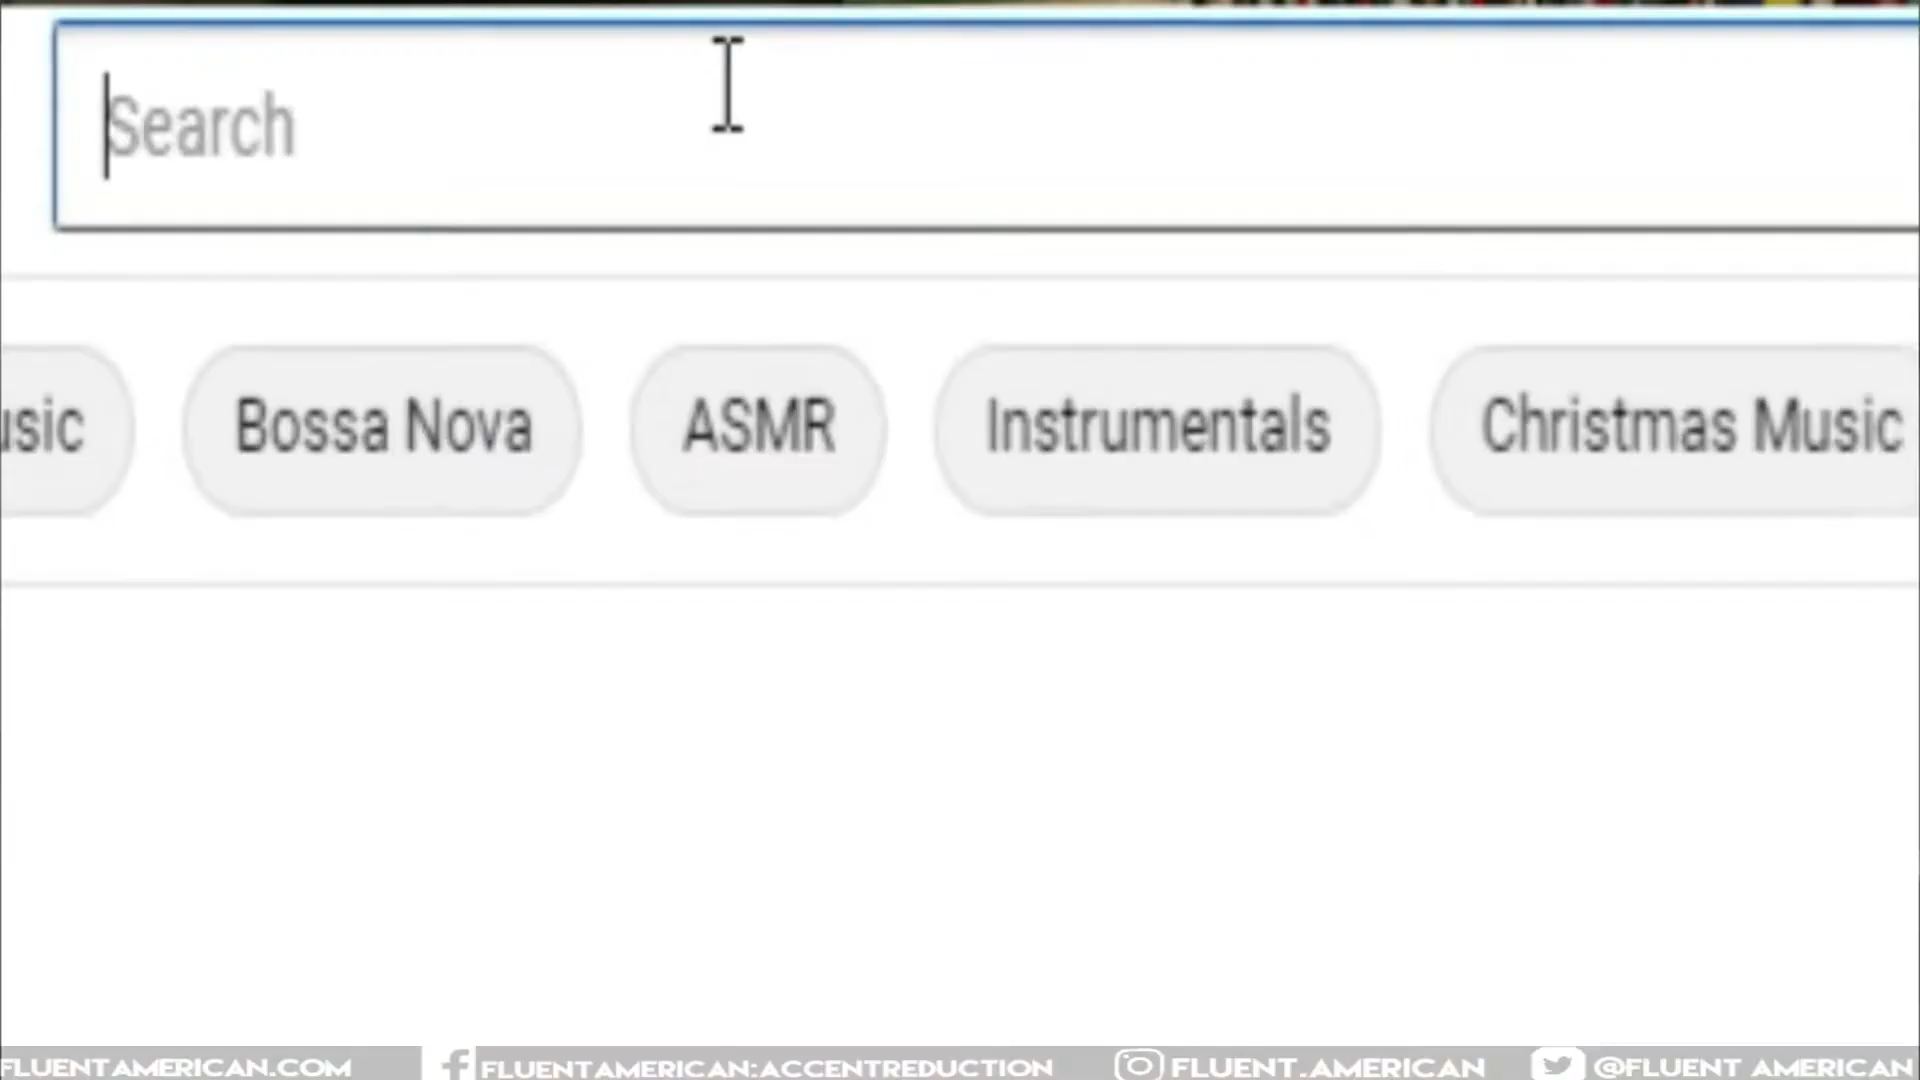 Search
usic Bossa Nova ASMR Instrumentals Christmas Music
FLUENTAMERICAN.COM FLUENTAMERICAN:ACCENTREDUCTION FLUENT.AMERICAN @FLUENT AMERICAN